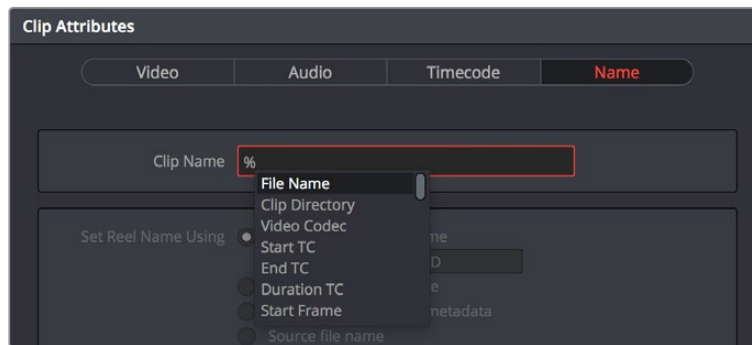 Clip Attributes
Video Audio Timecode Name
Clip Name %
File Name
Clip Directory
Video Codec
Set Reel Name Using
Start TC
End TC
Duration TC
Start Frame
metadata
Source file name